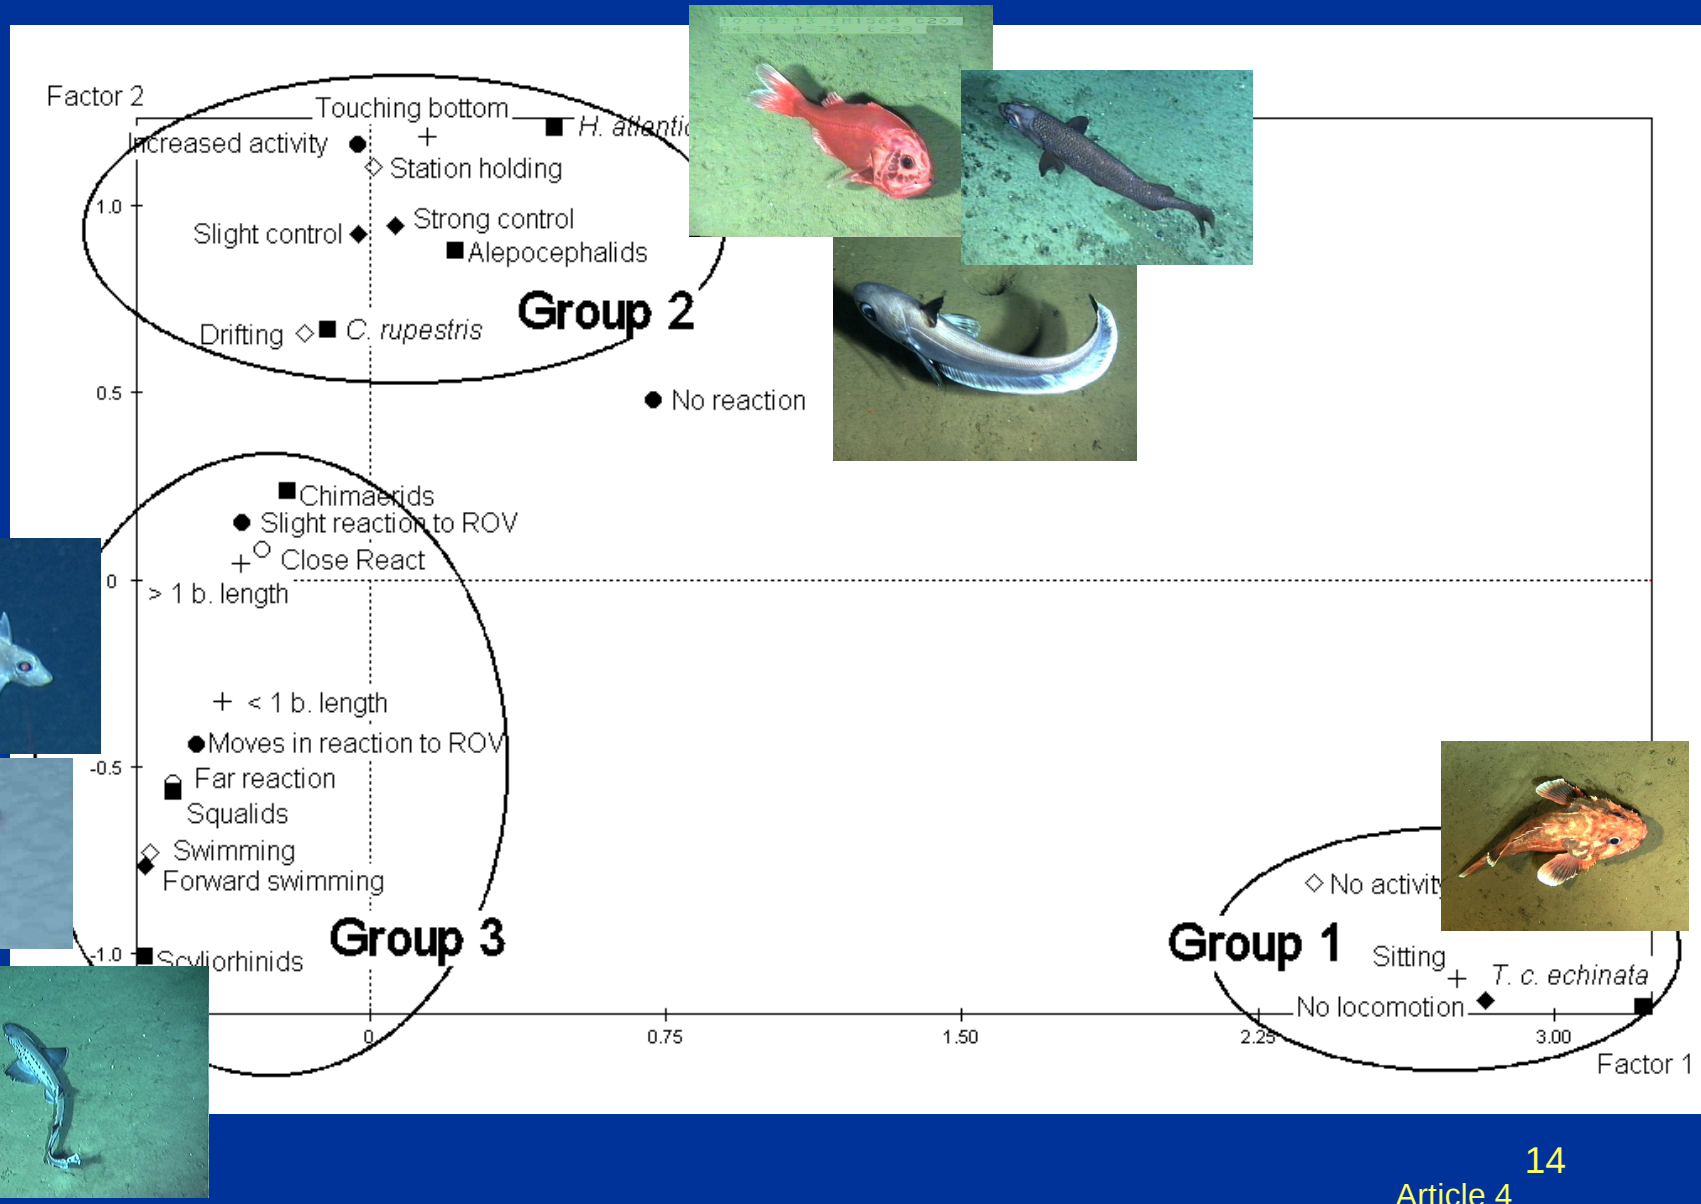 Factor 2
Touching bottom
H. atlantic
Increased activity
Station holding
1.0
Strong control
Slight control
Alepocephalids
Group 2
Drifting
C. rupestris
0.5
No reaction
Chimaerids
Slight reaction to ROV
Close React
0
> 1 b. length
< 1 b. length
Moves in reaction to ROV
-0.5
Far reaction
Squalids
Swimming
Forward swimming
No activity
Group 3
Group 1
-1.0
Scyliorhinids
Sitting
T. c. echinata
No locomotion
0
0.75
1.50
2.25
3.00
Factor 1
14
Article 4